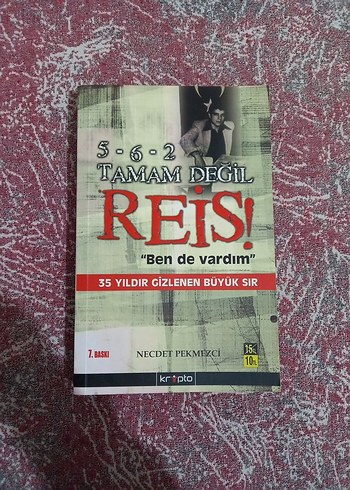 5-6-2
TAMAM DEĞİL
REİS!
"Ben de vardım"
35 YILDIR GİZLENEN BÜYÜK SIR
7. BASKI
NECDET PEKMEZCİ
kripto